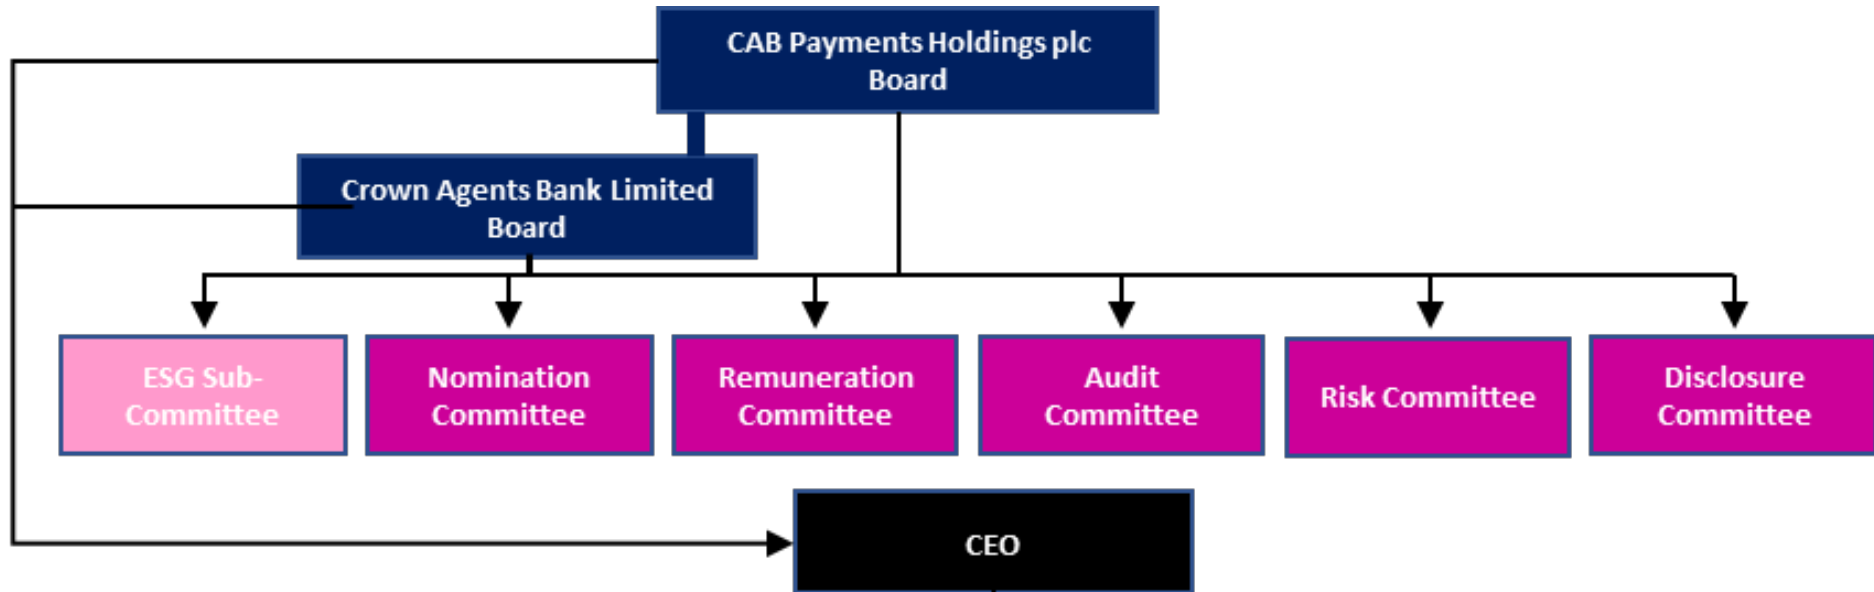 CAB Payments Holdings plc
Board
Crown Agents Bank Limited
Board
ESG Sub-
Committee
Nomination
Committee
Remuneration
Committee
Audit
Committee
Risk Committee
Disclosure
Committee
CEO